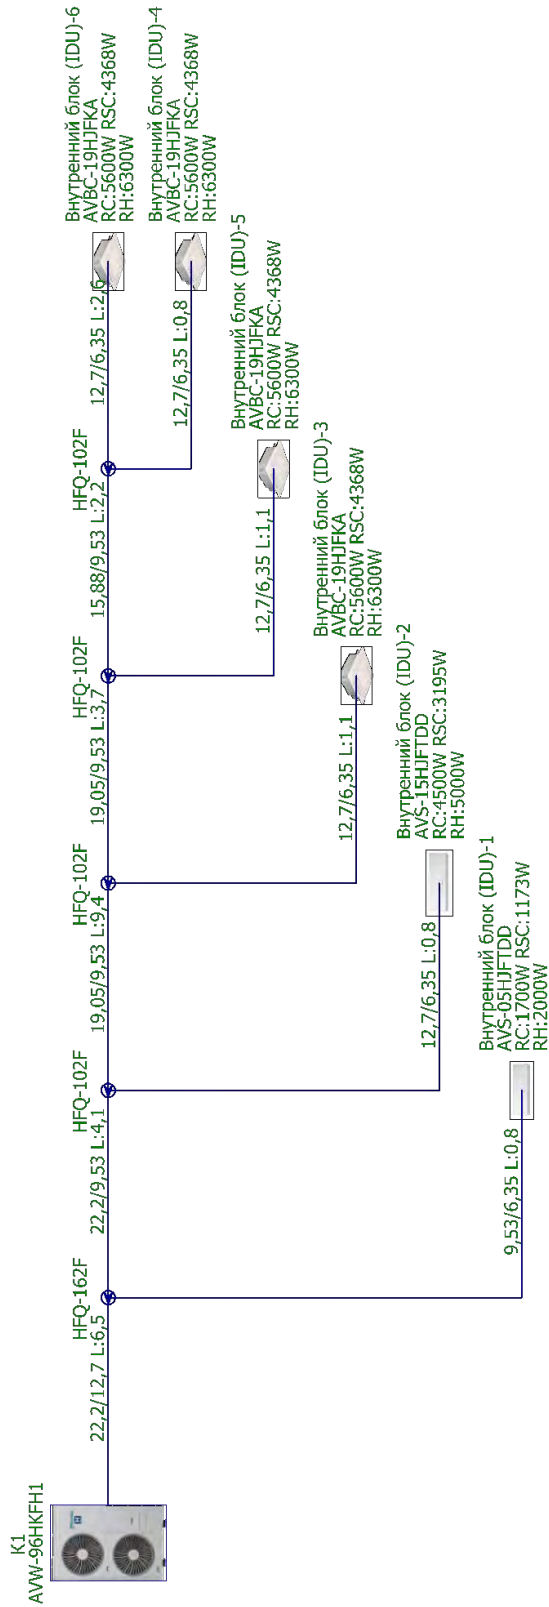 K1
AVW-96HKFH1
22,2/12,7 L:6,5
HFQ-162F
9,53/6,35 L:0,8
Внутренний блок (IDU)-1
AVS-05HJFTDD
RC:1700W RSC:1173W
RH:2000W
22,2/9,53 L:4,1
HFQ-102F
12,7/6,35 L:0,8
Внутренний блок (IDU)-2
AVS-15HJFTDD
RC:4500W RSC:3195W
RH:5000W
19,05/9,53 L:9,4
HFQ-102F
12,7/6,35 L:1,1
Внутренний блок (IDU)-3
AVBC-19HJFKA
RC:5600W RSC:4368W
RH:6300W
19,05/9,53 L:3,7
HFQ-102F
12,7/6,35 L:1,1
Внутренний блок (IDU)-5
AVBC-19HJFKA
RC:5600W RSC:4368W
RH:6300W
15,88/9,53 L:2,2
HFQ-102F
12,7/6,35 L:0,8
Внутренний блок (IDU)-4
AVBC-19HJFKA
RC:5600W RSC:4368W
RH:6300W
12,7/6,35 L:2,6
Внутренний блок (IDU)-6
AVBC-19HJFKA
RC:5600W RSC:4368W
RH:6300W